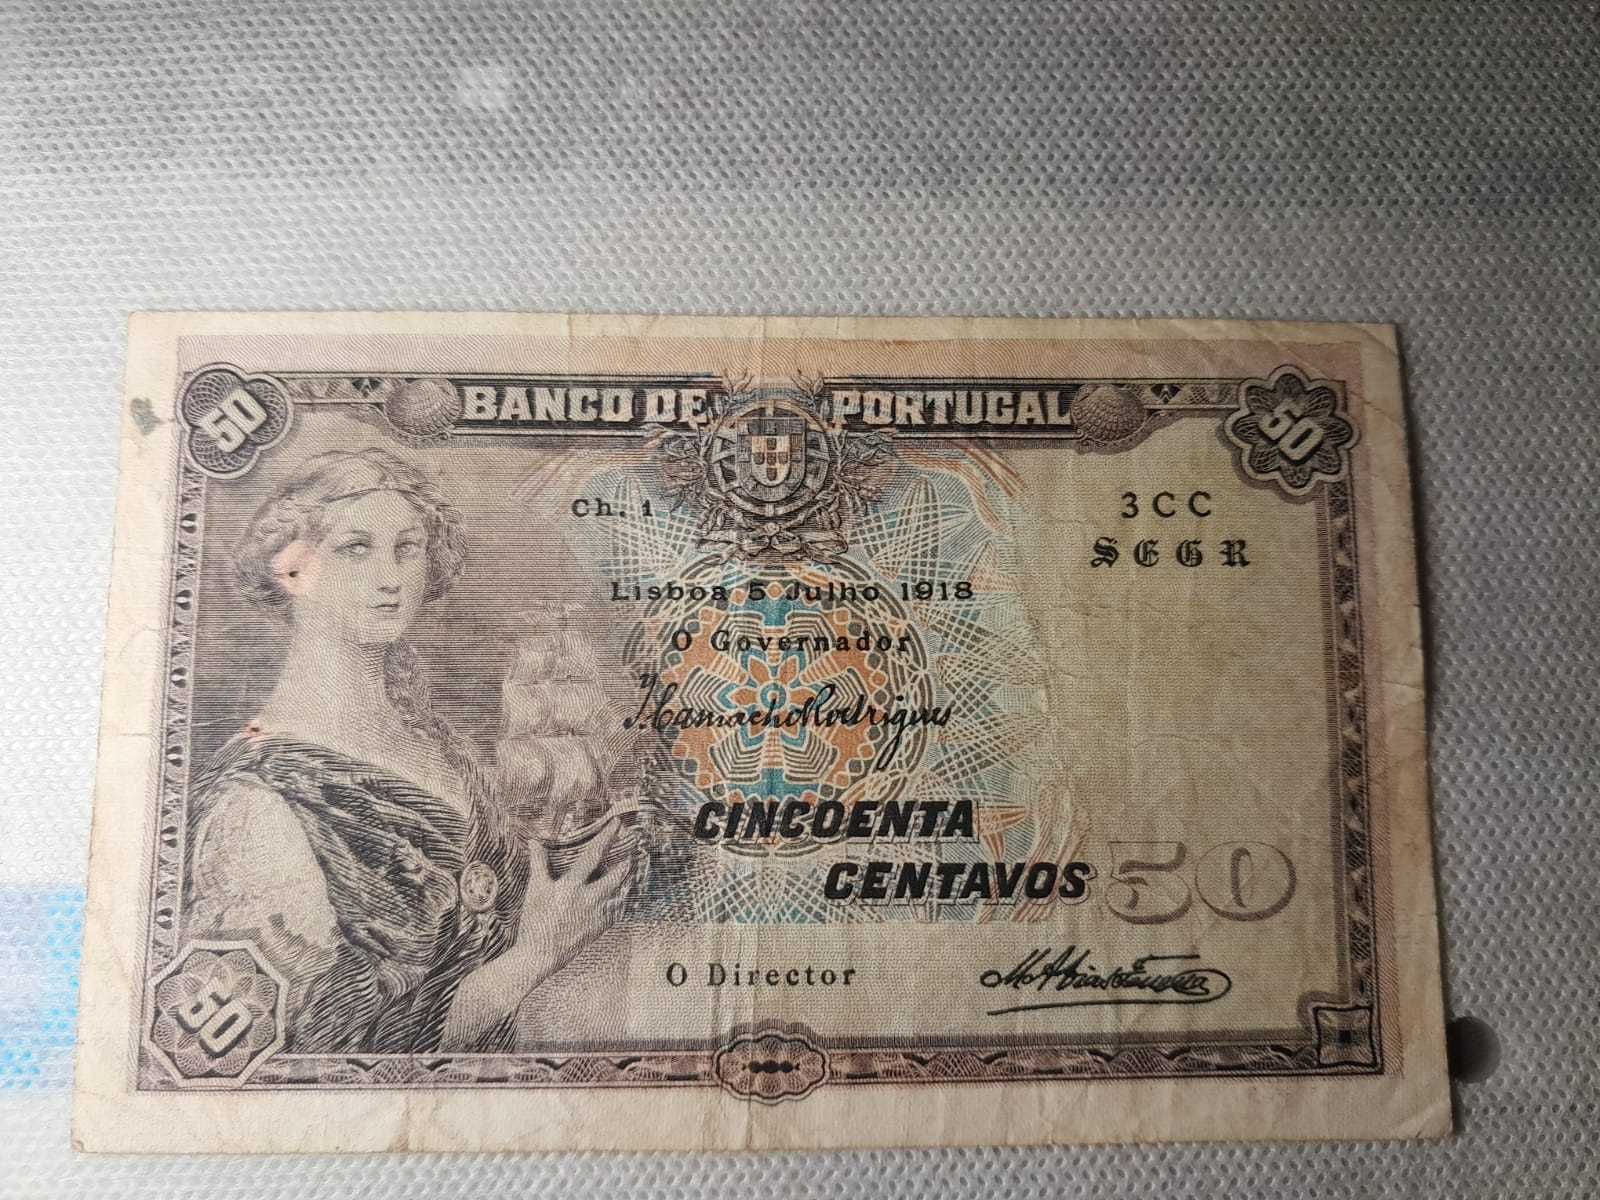 50 BANCO DE PORTUGAL 50
Ch. 1
3CC
SEGR
Lisboa 5 Julho 1918
O Governador
CINCOENTA
CENTAVOS 50
O Director
50